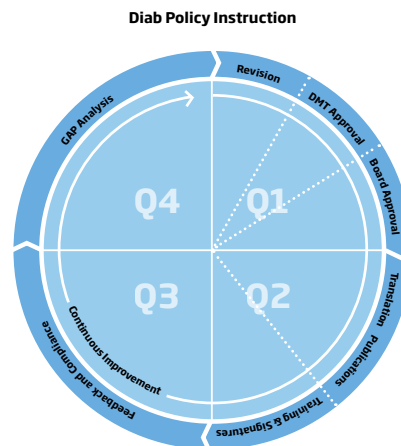 Diab Policy Instruction
Revision
DMT Approval
Board Approval
Translation
Publications
Training & Signatures
Feedback and Compliance
GAP Analysis
Continuous Improvement
Q4
Q1
Q3
Q2